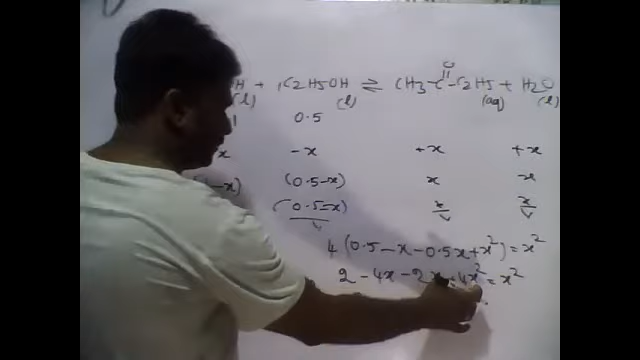 H + 1C2H5OH ⇌ CH3-C-C2H5 + H2O
O
(l) (l) (aq) (l)
1 0.5
x -x +x +x
-x) (0.5-x) x x
(0.5-x)/V x/V x/V
4(0.5-x-0.5x+x²)=x²
2-4x-2x+4x²=x²